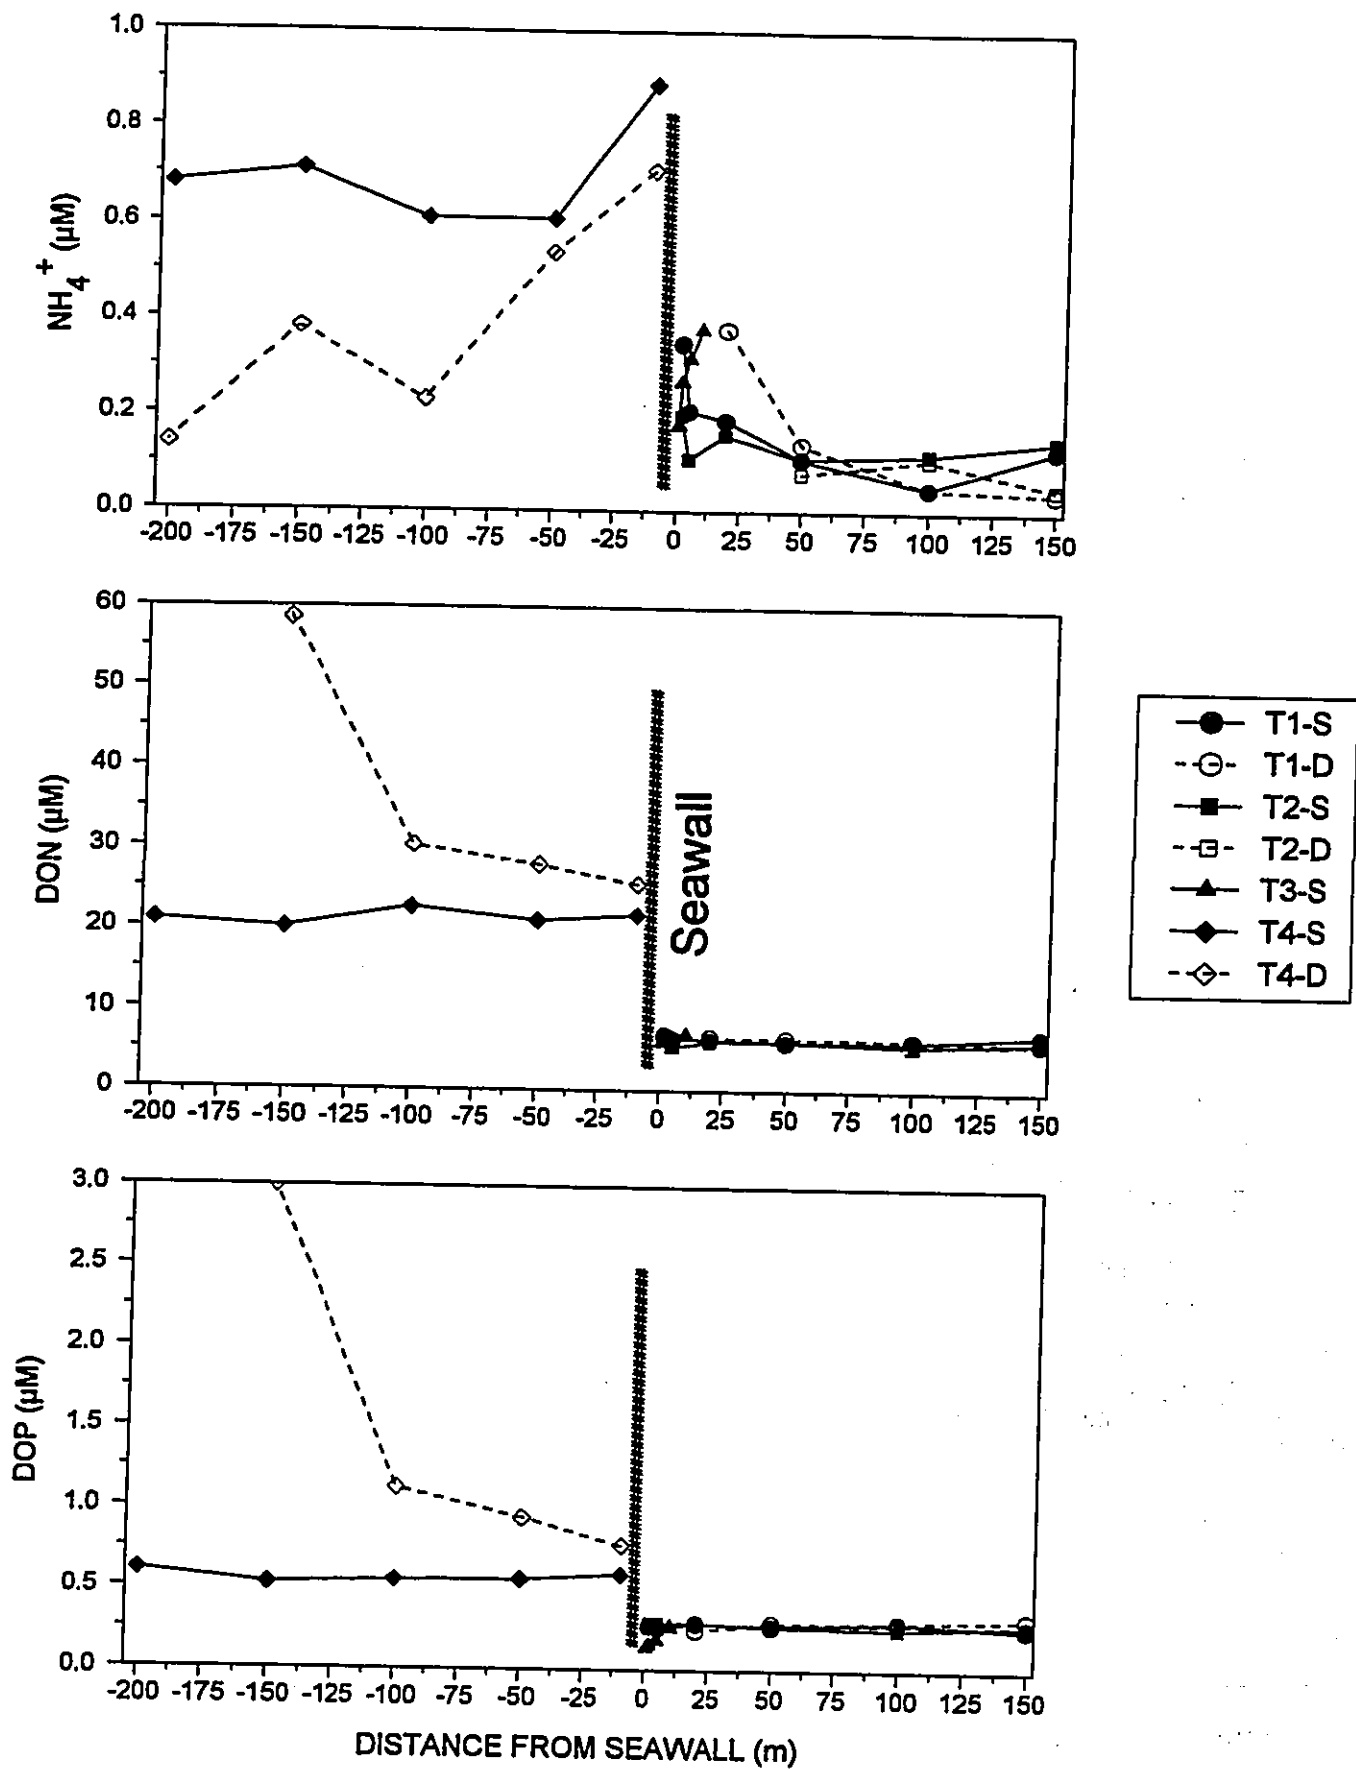 1.0
0.8
0.6
0.4
0.2
0.0
NH4+ (µM)
-200 -175 -150 -125 -100 -75 -50 -25 0 25 50 75 100 125 150
60
50
40
30
20
10
0
DON (µM)
Seawall
-200 -175 -150 -125 -100 -75 -50 -25 0 25 50 75 100 125 150
T1-S
T1-D
T2-S
T2-D
T3-S
T4-S
T4-D
3.0
2.5
2.0
1.5
1.0
0.5
0.0
DOP (µM)
-200 -175 -150 -125 -100 -75 -50 -25 0 25 50 75 100 125 150
DISTANCE FROM SEAWALL (m)